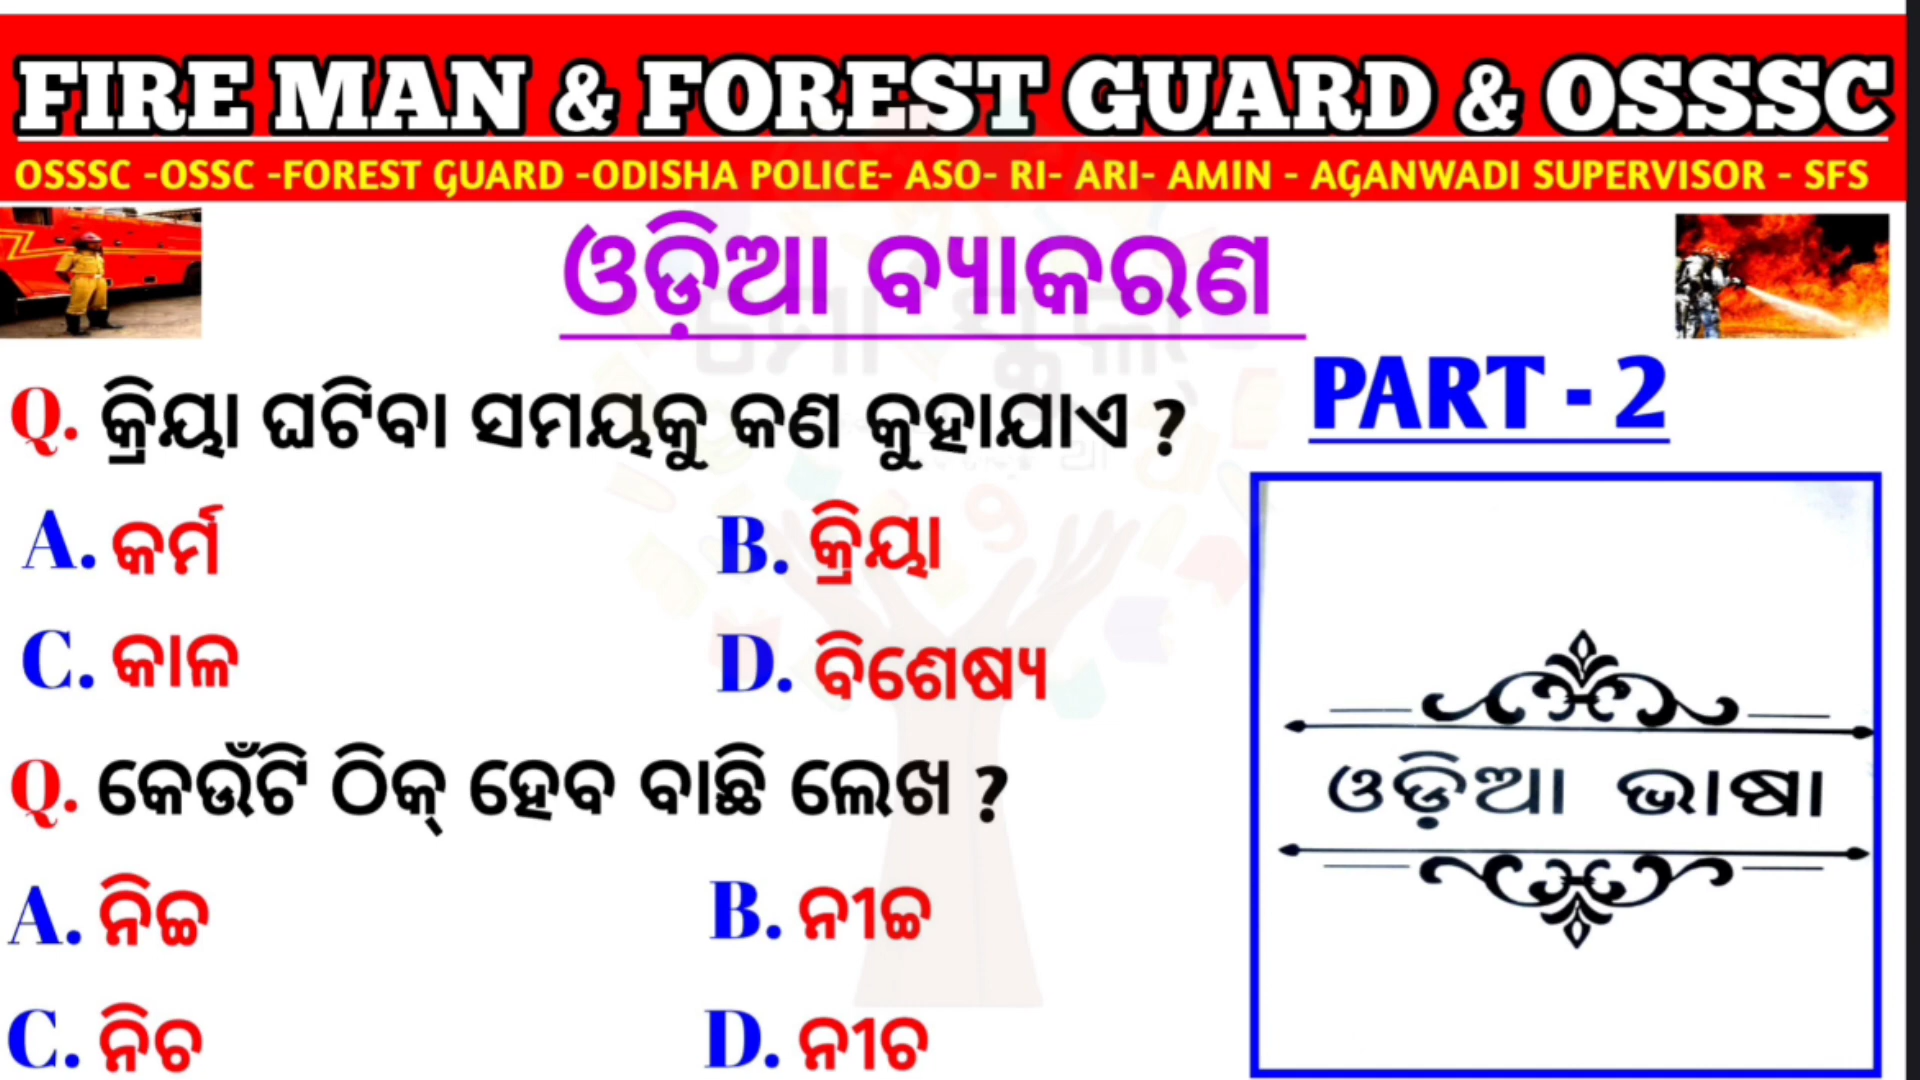 FIRE MAN & FOREST GUARD & OSSSC
OSSSC -OSSC -FOREST GUARD -ODISHA POLICE- ASO- RI- ARI- AMIN - AGANWADI SUPERVISOR - SFS
ଓଡ଼ିଆ ବ୍ୟାକରଣ
PART - 2
Q. କ୍ରିୟା ଘଟିବା ସମୟକୁ କଣ କୁହାଯାଏ ?
A. କର୍ମ
B. କ୍ରିୟା
C. କାଳ
D. ବିଶେଷ୍ୟ
Q. କେଉଁଟି ଠିକ୍ ହେବ ବାଛି ଲେଖ ?
A. ନିଚ୍ଚ
B. ନୀଚ୍ଚ
C. ନିଚ
D. ନୀଚ
ଓଡ଼ିଆ ଭାଷା